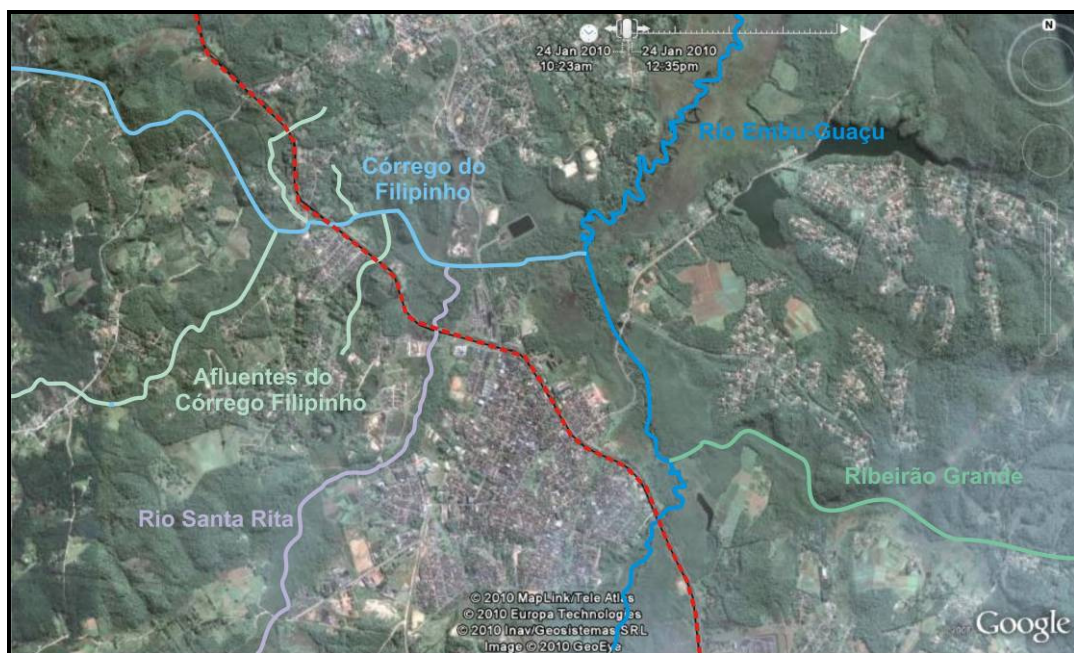 24 Jan 2010
10:23am
24 Jan 2010
12:35pm
N
Rio Embu-Guaçu
Córrego do
Filipinho
Afluentes do
Córrego Filipinho
Ribeirão Grande
Rio Santa Rita
© 2010 MapLink/Tele Atlas
© 2010 Europa Technologies
© 2010 Inav/Geosistemas SRL
Image © 2010 GeoEye
Google